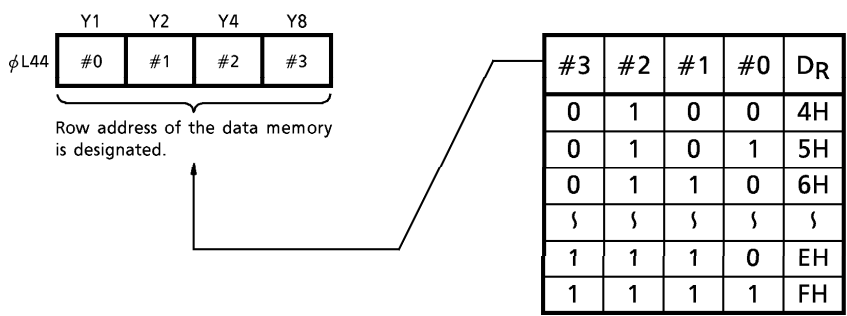 Y1 Y2 Y4 Y8
φL44 #0 #1 #2 #3
Row address of the data memory
is designated.
#3 #2 #1 #0 DR
0 1 0 0 4H
0 1 0 1 5H
0 1 1 0 6H
∫ ∫ ∫ ∫ ∫
1 1 1 0 EH
1 1 1 1 FH